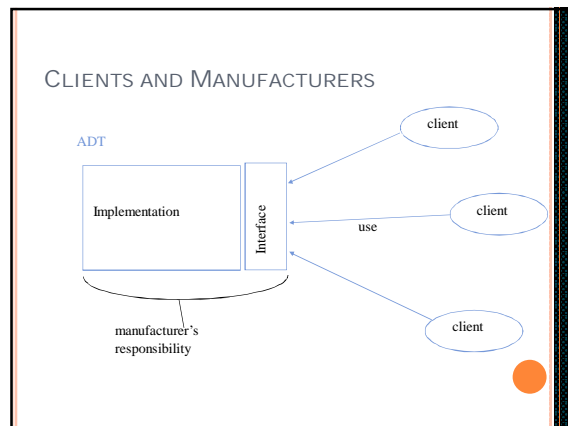 CLIENTS AND MANUFACTURERS
client
ADT
Implementation
Interface
client
use
client
manufacturer's
responsibility